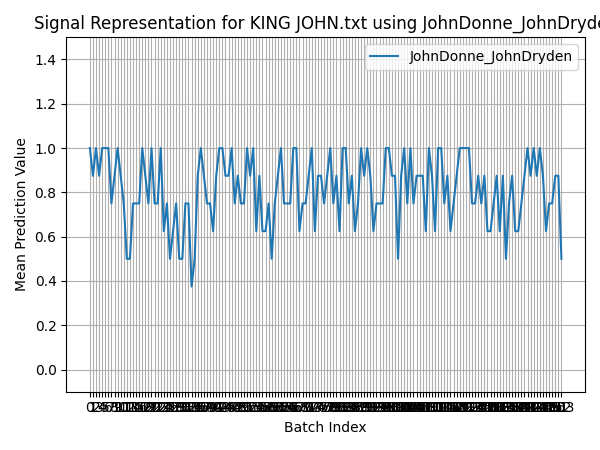 Signal Representation for KING JOHN.txt using JohnDonne_JohnDryde
JohnDonne_JohnDryden
1.4
1.2
1.0
0.8
0.6
0.4
0.2
0.0
Mean Prediction Value
Batch Index